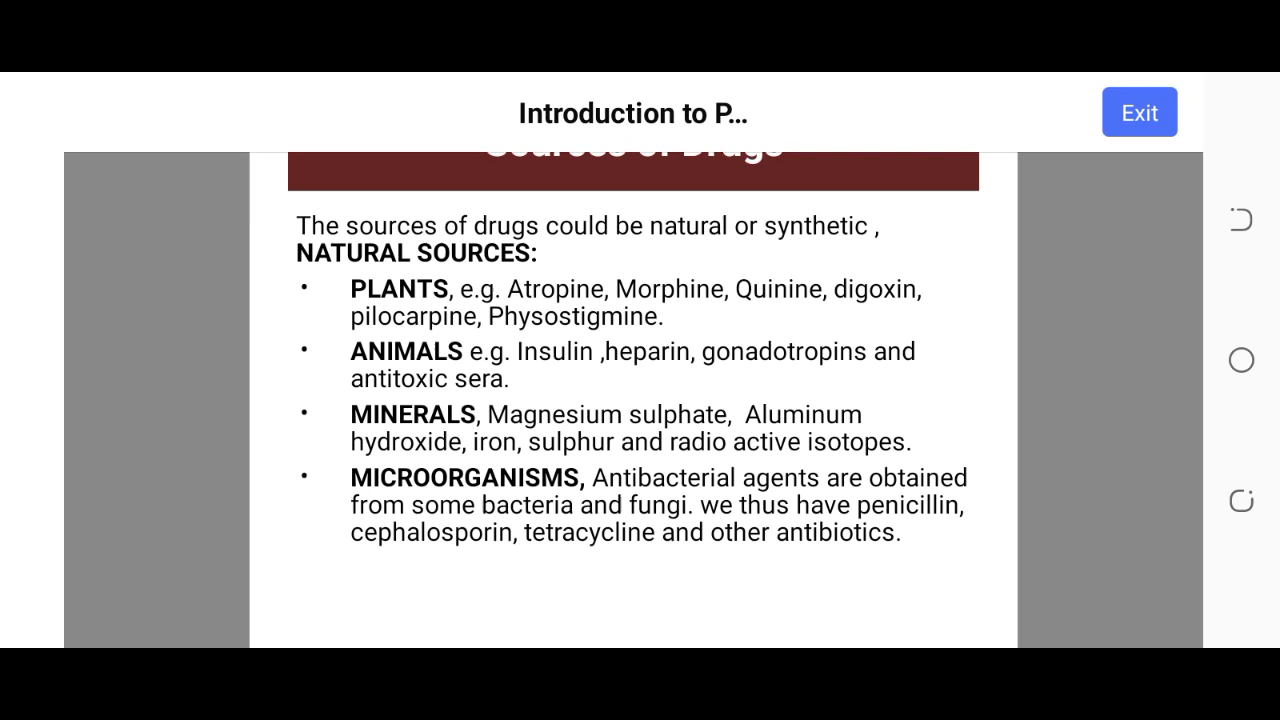 Introduction to P...
Exit
Sources of Drugs
The sources of drugs could be natural or synthetic ,
NATURAL SOURCES:
• PLANTS, e.g. Atropine, Morphine, Quinine, digoxin,
pilocarpine, Physostigmine.
• ANIMALS e.g. Insulin ,heparin, gonadotropins and
antitoxic sera.
• MINERALS, Magnesium sulphate,  Aluminum
hydroxide, iron, sulphur and radio active isotopes.
• MICROORGANISMS, Antibacterial agents are obtained
from some bacteria and fungi. we thus have penicillin,
cephalosporin, tetracycline and other antibiotics.